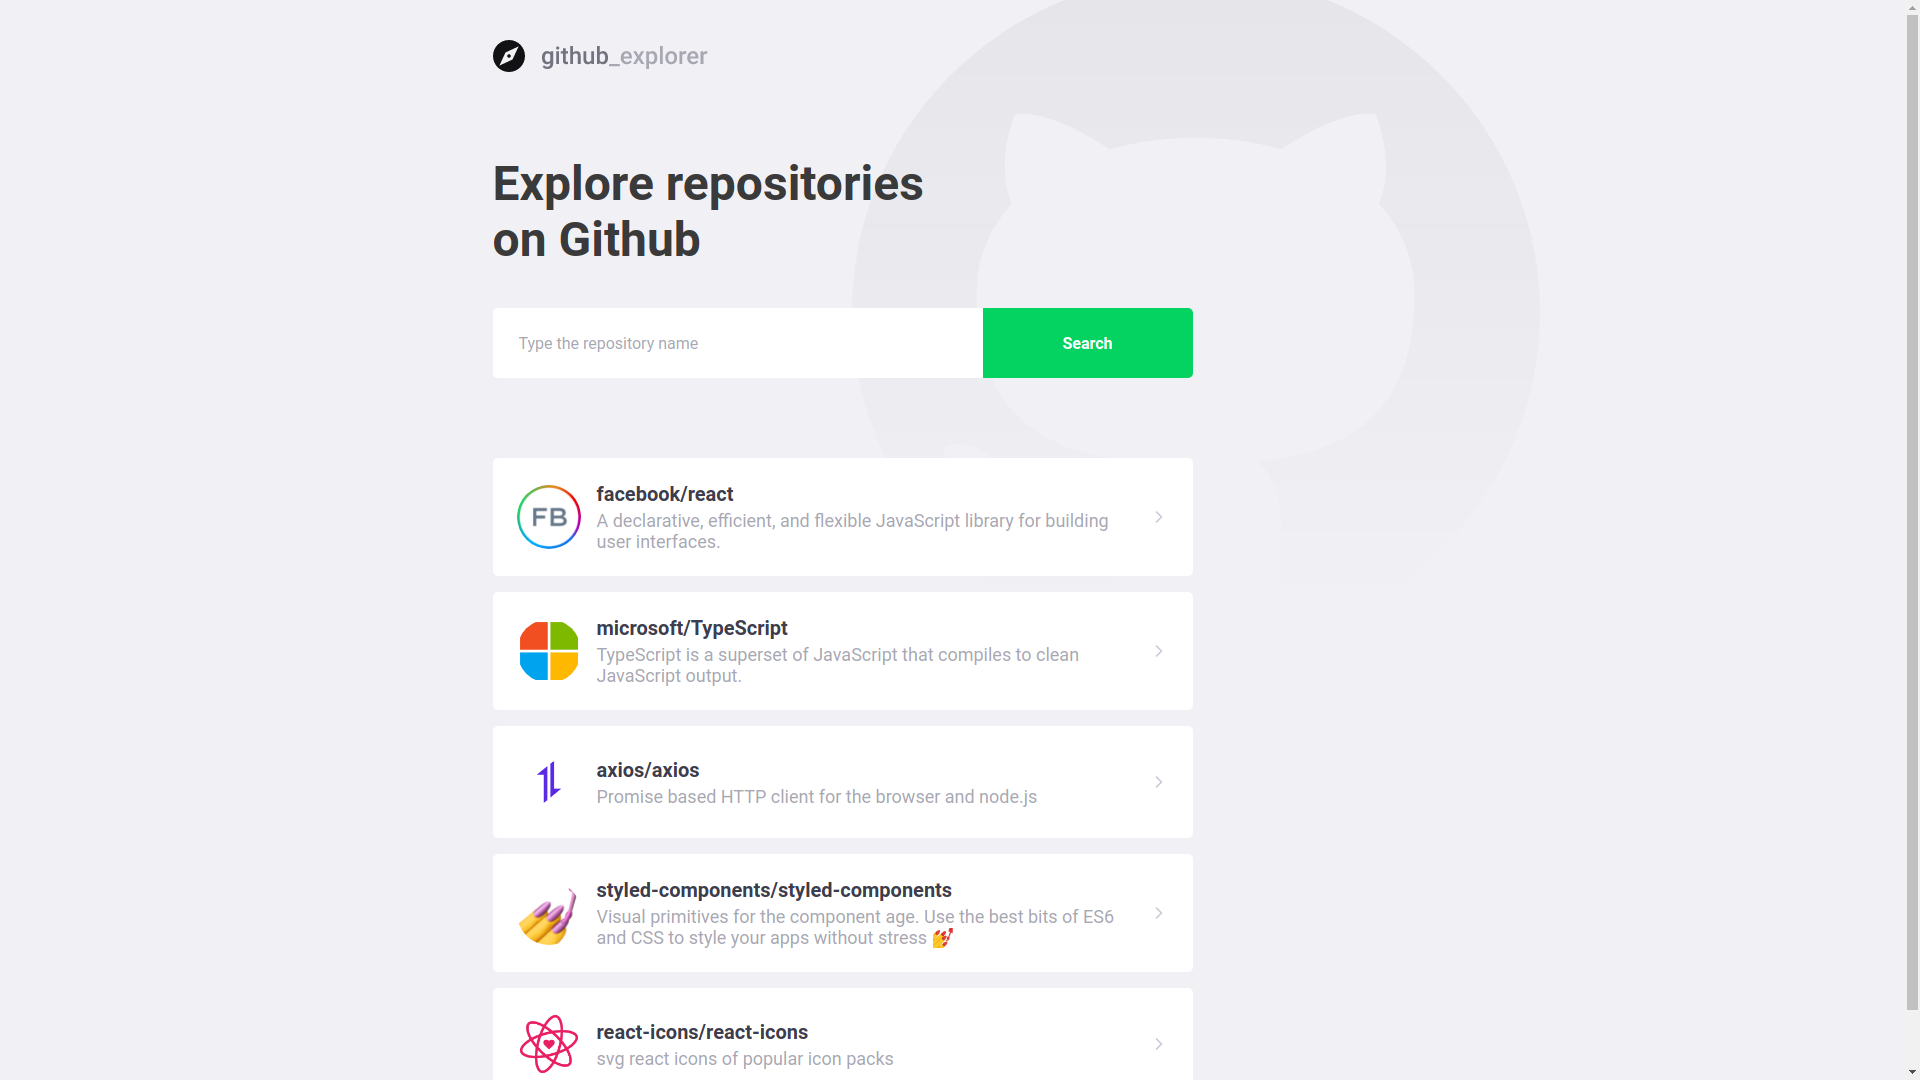 github_explorer
Explore repositories
on Github
Type the repository name
Search
FB
facebook/react
A declarative, efficient, and flexible JavaScript library for building
user interfaces.
microsoft/TypeScript
TypeScript is a superset of JavaScript that compiles to clean
JavaScript output.
axios/axios
Promise based HTTP client for the browser and node.js
styled-components/styled-components
Visual primitives for the component age. Use the best bits of ES6
and CSS to style your apps without stress 💅
react-icons/react-icons
svg react icons of popular icon packs